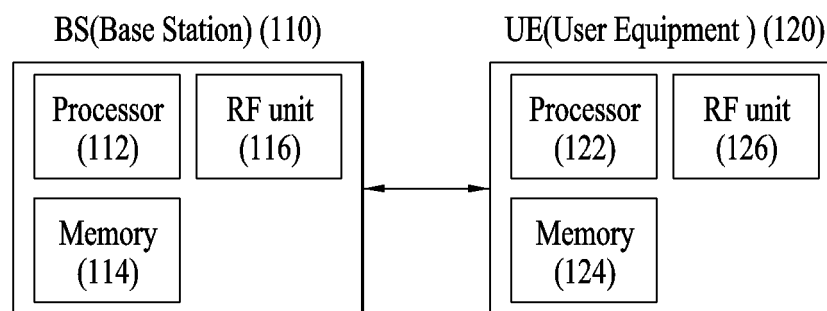 BS(Base Station) (110)
UE(User Equipment ) (120)
Processor
(112)
RF unit
(116)
Memory
(114)
Processor
(122)
RF unit
(126)
Memory
(124)